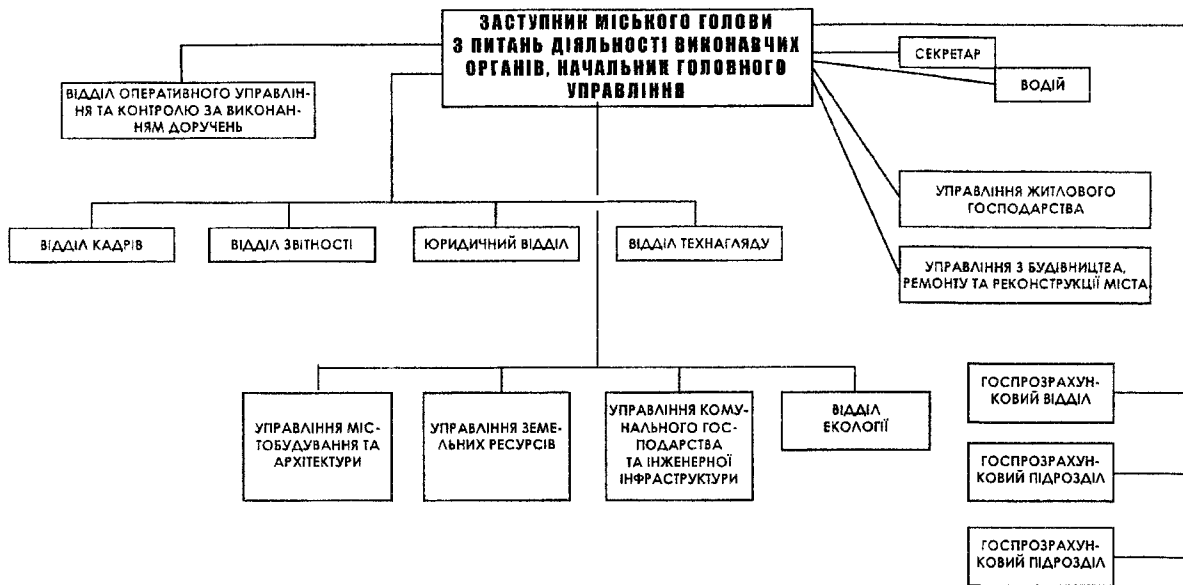 ЗАСТУПНИК МІСЬКОГО ГОЛОВИ
З ПИТАНЬ ДІЯЛЬНОСТІ ВИКОНАВЧИХ
ОРГАНІВ, НАЧАЛЬНИК ГОЛОВНОГО
УПРАВЛІННЯ
СЕКРЕТАР
ВОДІЙ
ВІДДІЛ ОПЕРАТИВНОГО УПРАВЛІН-
НЯ ТА КОНТРОЛЮ ЗА ВИКОНАН-
НЯМ ДОРУЧЕНЬ
УПРАВЛІННЯ ЖИТЛОВОГО
ГОСПОДАРСТВА
ВІДДІЛ КАДРІВ
ВІДДІЛ ЗВІТНОСТІ
ЮРИДИЧНИЙ ВІДДІЛ
ВІДДІЛ ТЕХНАГЛЯДУ
УПРАВЛІННЯ З БУДІВНИЦТВА,
РЕМОНТУ ТА РЕКОНСТРУКЦІЇ МІСТА
УПРАВЛІННЯ МІС-
ТОБУДУВАННЯ ТА
АРХІТЕКТУРИ
УПРАВЛІННЯ ЗЕМЕ-
ЛЬНИХ РЕСУРСІВ
УПРАВЛІННЯ КОМУ-
НАЛЬНОГО ГОС-
ПОДАРСТВА
ТА ІНЖЕНЕРНОЇ
ІНФРАСТРУКТУРИ
ВІДДІЛ
ЕКОЛОГІЇ
ГОСПРОЗРАХУН-
КОВИЙ ВІДДІЛ
ГОСПРОЗРАХУН-
КОВИЙ ПІДРОЗДІЛ
ГОСПРОЗРАХУН-
КОВИЙ ПІДРОЗДІЛ